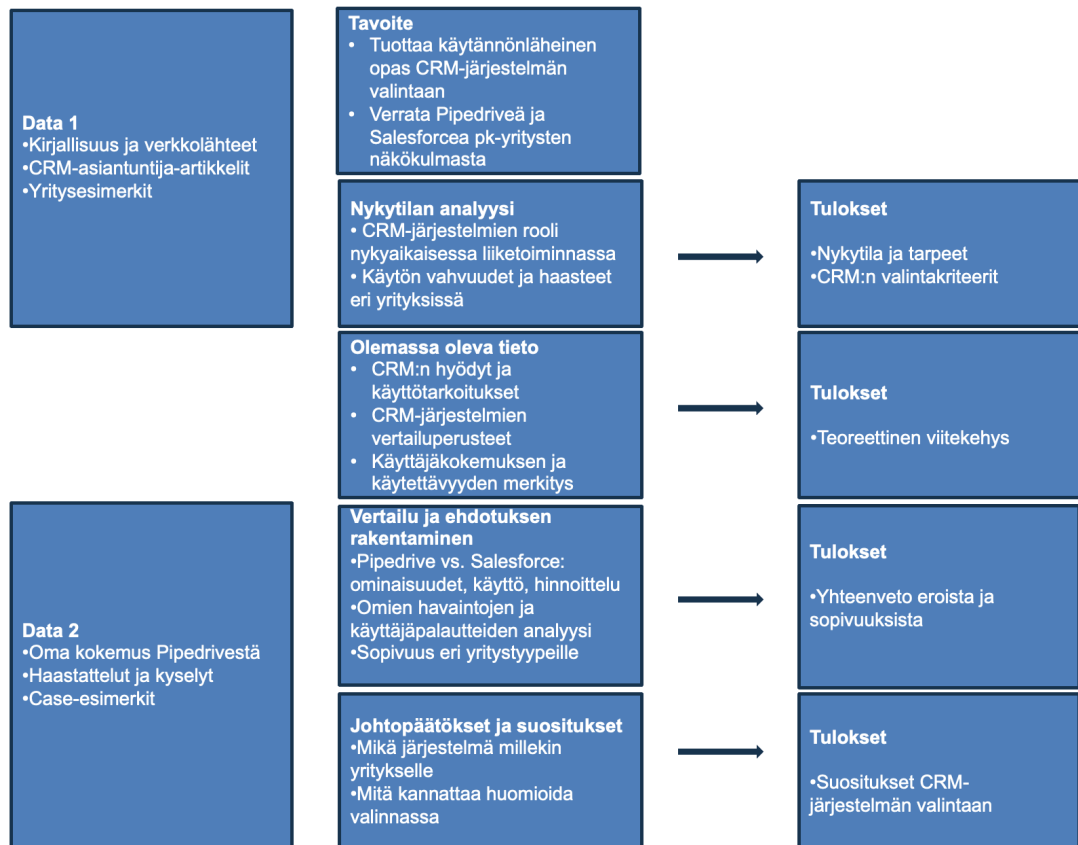 Data 1
•Kirjallisuus ja verkkolähteet
•CRM-asiantuntija-artikkelit
•Yritysesimerkit
Data 2
•Oma kokemus Pipedrivestä
•Haastattelut ja kyselyt
•Case-esimerkit
Tavoite
• Tuottaa käytännönläheinen
opas CRM-järjestelmän
valintaan
• Verrata Pipedriveä ja
Salesforcea pk-yritysten
näkökulmasta
Nykytilan analyysi
• CRM-järjestelmien rooli
nykyaikaisessa liiketoiminnassa
• Käytön vahvuudet ja haasteet
eri yrityksissä
Tulokset
•Nykytila ja tarpeet
•CRM:n valintakriteerit
Olemassa oleva tieto
• CRM:n hyödyt ja
käyttötarkoitukset
• CRM-järjestelmien
vertailuperusteet
• Käyttäjäkokemuksen ja
käytettävyyden merkitys
Tulokset
•Teoreettinen viitekehys
Vertailu ja ehdotuksen
rakentaminen
•Pipedrive vs. Salesforce:
ominaisuudet, käyttö, hinnoittelu
•Omien havaintojen ja
käyttäjäpalautteiden analyysi
•Sopivuus eri yritystyypeille
Tulokset
•Yhteenveto eroista ja
sopivuuksista
Johtopäätökset ja suositukset
•Mikä järjestelmä millekin
yritykselle
•Mitä kannattaa huomioida
valinnassa
Tulokset
•Suositukset CRM-
järjestelmän valintaan